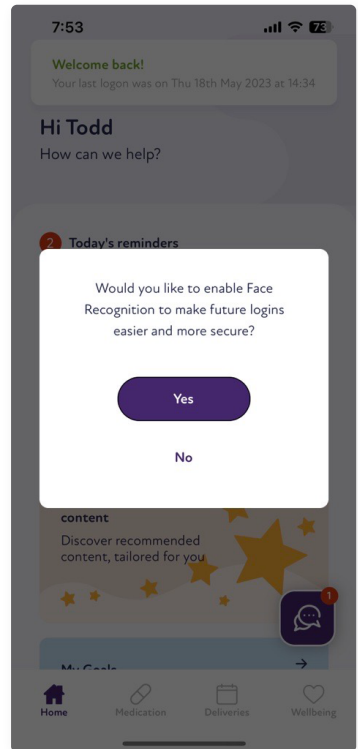 7:53
73
Welcome back!
Your last logon was on Thu 18th May 2023 at 14:34
Hi Todd
How can we help?
2 Today's reminders
Would you like to enable Face
Recognition to make future logins
easier and more secure?
Yes
No
content
Discover recommended
content, tailored for you
1
My Goals
Home Medication Deliveries Wellbeing